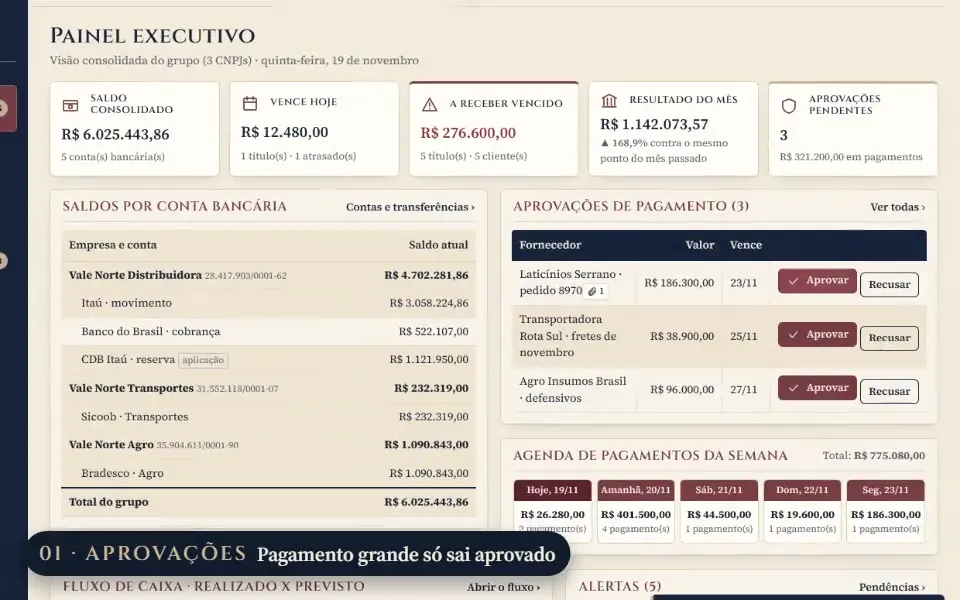 Painel executivo
Visão consolidada do grupo (3 CNPJs) · quinta-feira, 19 de novembro
SALDO
CONSOLIDADO
R$ 6.025.443,86
5 conta(s) bancária(s)
VENCE HOJE
R$ 12.480,00
1 título(s) · 1 atrasado(s)
A RECEBER VENCIDO
R$ 276.600,00
5 título(s) · 5 cliente(s)
RESULTADO DO MÊS
R$ 1.142.073,57
▲ 168,9% contra o mesmo
ponto do mês passado
APROVAÇÕES
PENDENTES
3
R$ 321.200,00 em pagamentos
SALDOS POR CONTA BANCÁRIA
Contas e transferências ›
Empresa e conta Saldo atual
Vale Norte Distribuidora 28.417.903/0001-62 R$ 4.702.281,86
Itaú · movimento R$ 3.058.224,86
Banco do Brasil · cobrança R$ 522.107,00
CDB Itaú · reserva aplicação R$ 1.121.950,00
Vale Norte Transportes 31.552.118/0001-07 R$ 232.319,00
Sicoob · Transportes R$ 232.319,00
Vale Norte Agro 35.904.611/0001-90 R$ 1.090.843,00
Bradesco · Agro R$ 1.090.843,00
Total do grupo R$ 6.025.443,86
APROVAÇÕES DE PAGAMENTO (3)
Ver todas ›
Fornecedor Valor Vence
Laticínios Serrano ·
pedido 8970 1 R$ 186.300,00 23/11 Aprovar Recusar
Transportadora
Rota Sul · fretes de
novembro R$ 38.900,00 25/11 Aprovar Recusar
Agro Insumos Brasil
· defensivos R$ 96.000,00 27/11 Aprovar Recusar
AGENDA DE PAGAMENTOS DA SEMANA
Total: R$ 775.080,00
Hoje, 19/11 Amanhã, 20/11 Sáb, 21/11 Dom, 22/11 Seg, 23/11
R$ 26.280,00 R$ 401.500,00 R$ 44.500,00 R$ 19.600,00 R$ 186.300,00
2 pagamento(s) 4 pagamento(s) 1 pagamento(s) 1 pagamento(s) 1 pagamento(s)
01 · APROVAÇÕES Pagamento grande só sai aprovado
FLUXO DE CAIXA · REALIZADO X PREVISTO
Abrir o fluxo ›
ALERTAS (5)
Pendências ›